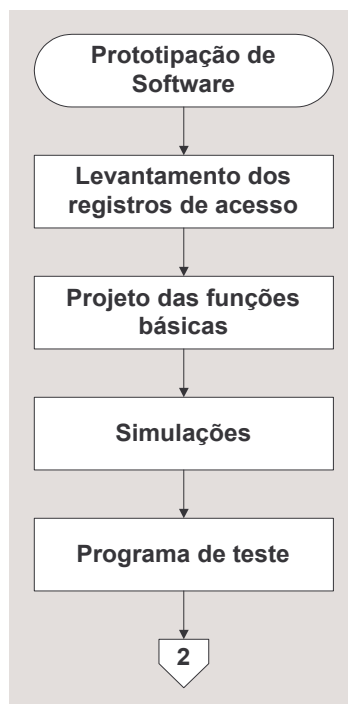 Prototipação de
Software
Levantamento dos
registros de acesso
Projeto das funções
básicas
Simulações
Programa de teste
2